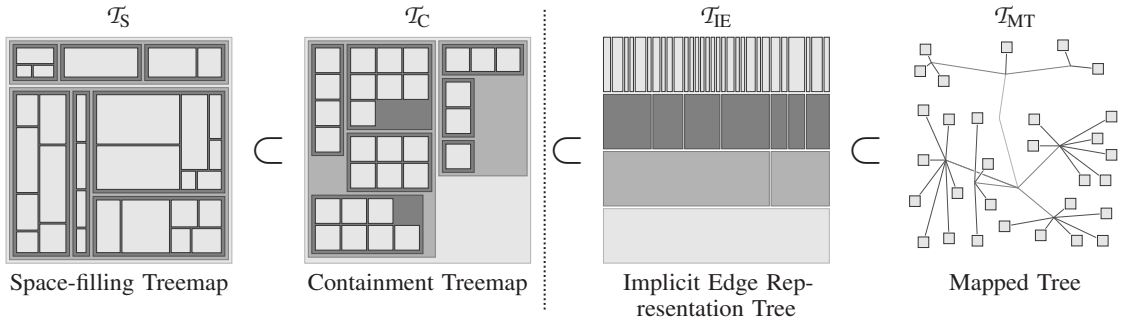 𝒯S 𝒯C 𝒯IE 𝒯MT
⊂ ⊂ ⊂
Space-filling Treemap Containment Treemap Implicit Edge Rep- Mapped Tree
resentation Tree